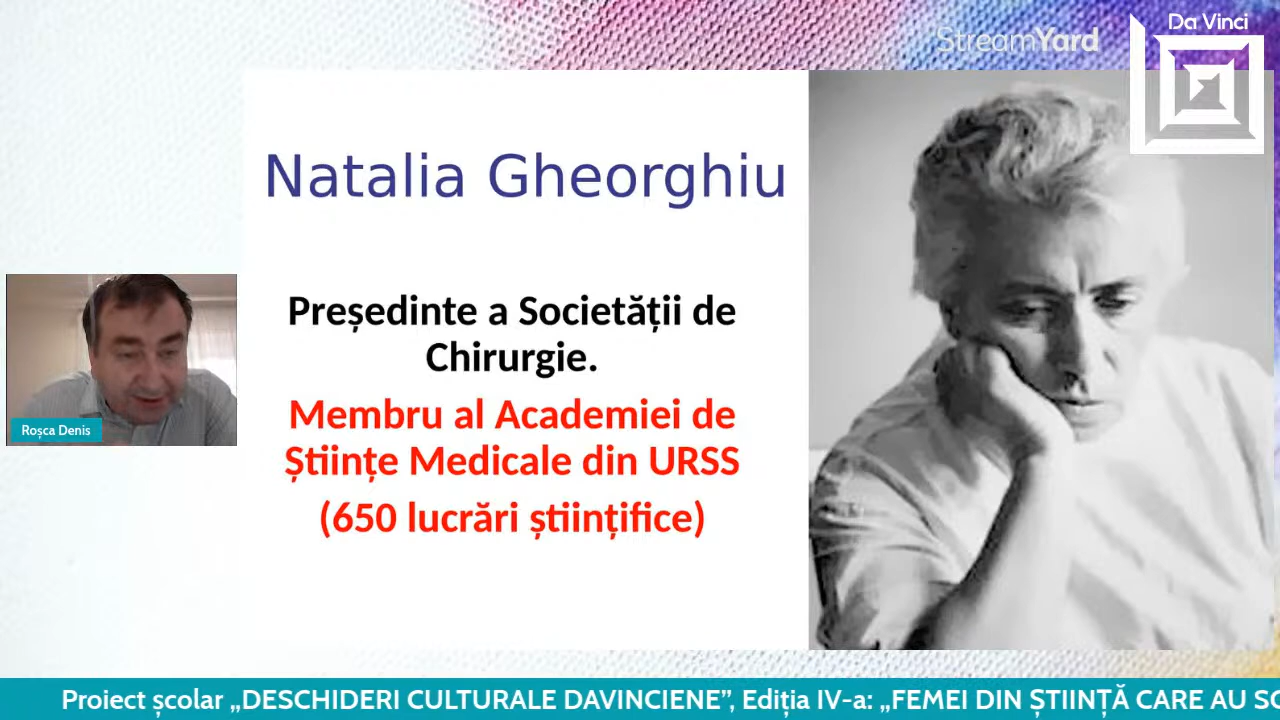 StreamYard
Da Vinci
Natalia Gheorghiu
Președinte a Societății de
Chirurgie.
Membru al Academiei de
Științe Medicale din URSS
(650 lucrări științifice)
Roșca Denis
Proiect școlar „DESCHIDERI CULTURALE DAVINCIENE”, Ediția IV-a: „FEMEI DIN ȘTIINȚĂ CARE AU